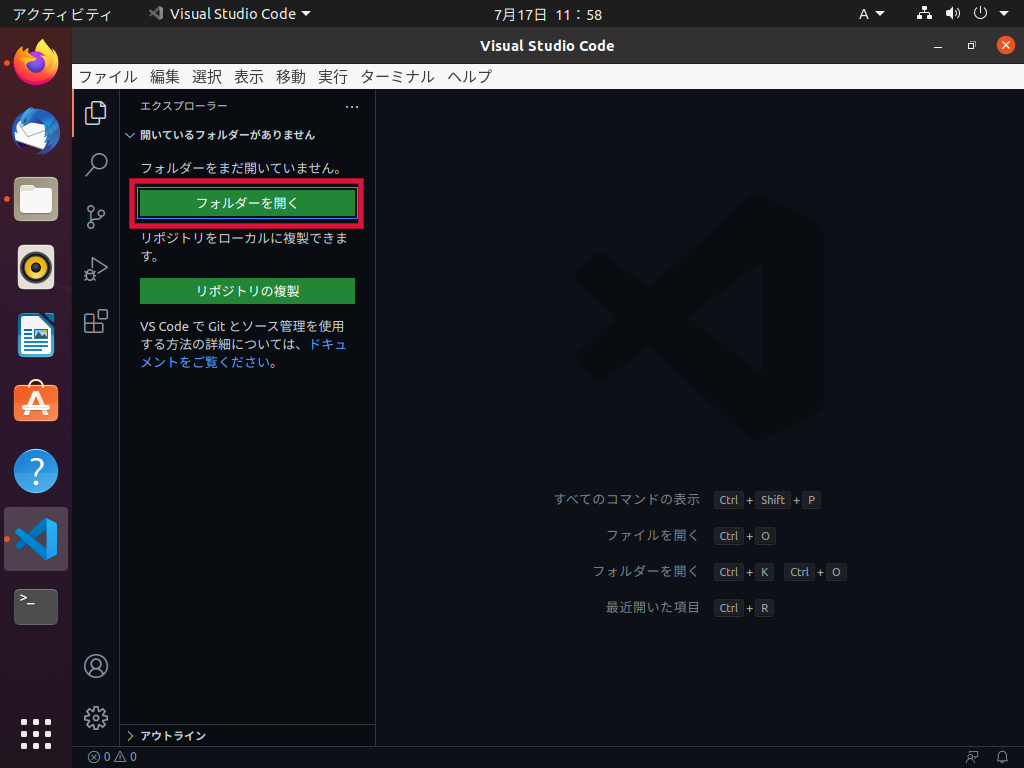 アクティビティ Visual Studio Code 7月17日 11：58 A
Visual Studio Code
ファイル 編集 選択 表示 移動 実行 ターミナル ヘルプ
エクスプローラー
開いているフォルダーがありません
フォルダーをまだ開いていません。
フォルダーを開く
リポジトリをローカルに複製できま
す。
リポジトリの複製
VS Code で Git とソース管理を使用
する方法の詳細については、ドキュ
メントをご覧ください。
すべてのコマンドの表示 Ctrl + Shift + P
ファイルを開く Ctrl + O
フォルダーを開く Ctrl + K Ctrl + O
最近開いた項目 Ctrl + R
アウトライン
0 0